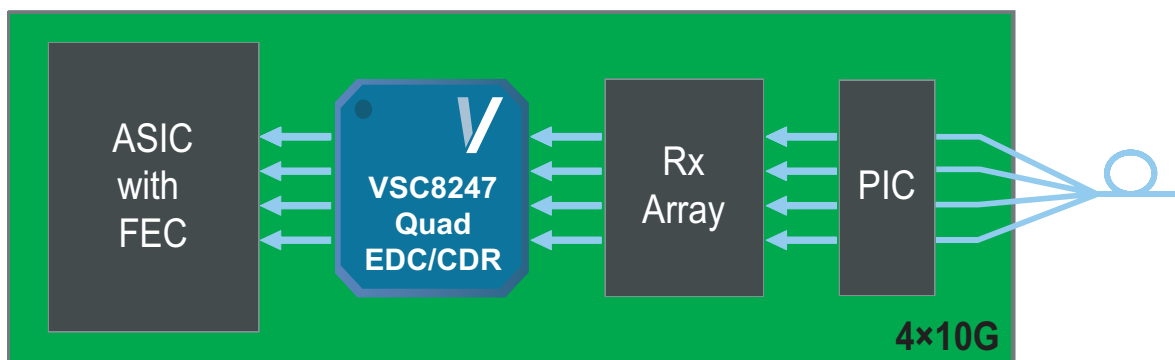 ASIC
with
FEC
VSC8247
Quad
EDC/CDR
Rx
Array
PIC
4×10G